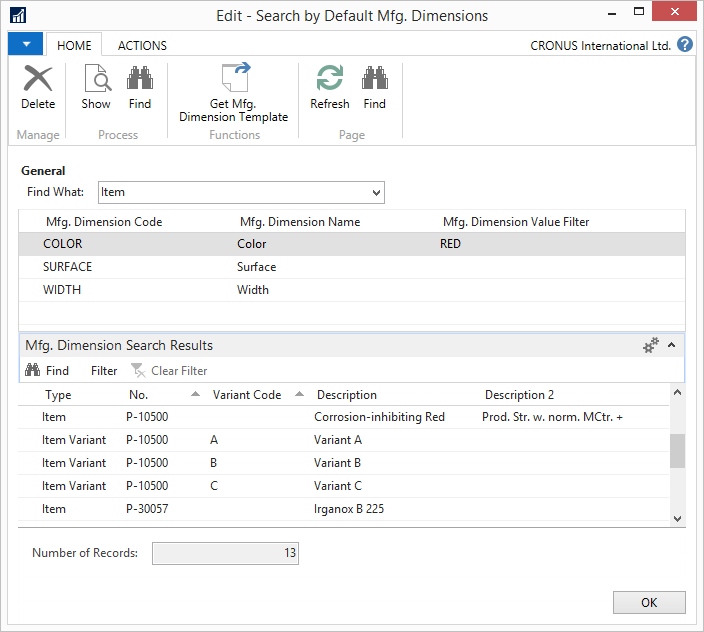 Edit - Search by Default Mfg. Dimensions
HOME ACTIONS CRONUS International Ltd. ?
Delete Show Find Get Mfg. Dimension Template Refresh Find
Manage Process Functions Page
General
Find What: Item
Mfg. Dimension Code Mfg. Dimension Name Mfg. Dimension Value Filter
COLOR Color RED
SURFACE Surface
WIDTH Width
Mfg. Dimension Search Results
Find Filter Clear Filter
Type No. Variant Code Description Description 2
Item P-10500 Corrosion-inhibiting Red Prod. Str. w. norm. MCtr. +
Item Variant P-10500 A Variant A
Item Variant P-10500 B Variant B
Item Variant P-10500 C Variant C
Item P-30057 Irganox B 225
Number of Records: 13
OK